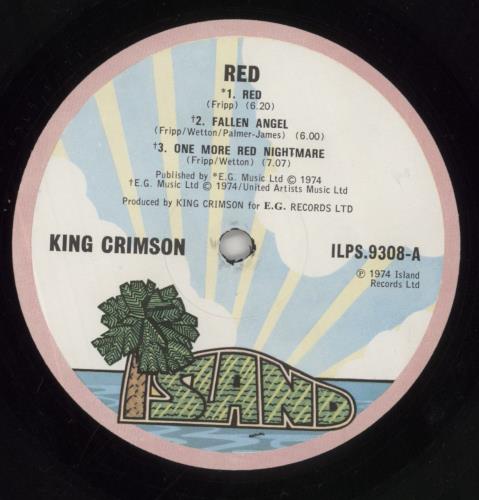 RED
*1. RED
(Fripp) (6.20)
†2. FALLEN ANGEL
(Fripp/Wetton/Palmer-James) (6.00)
†3. ONE MORE RED NIGHTMARE
(Fripp/Wetton) (7.07)
Published by *E.G. Music Ltd © 1974
†E.G. Music Ltd © 1974/United Artists Music Ltd
Produced by KING CRIMSON for E.G. RECORDS LTD
KING CRIMSON
ILPS.9308-A
℗ 1974 Island
Records Ltd
ISLAND